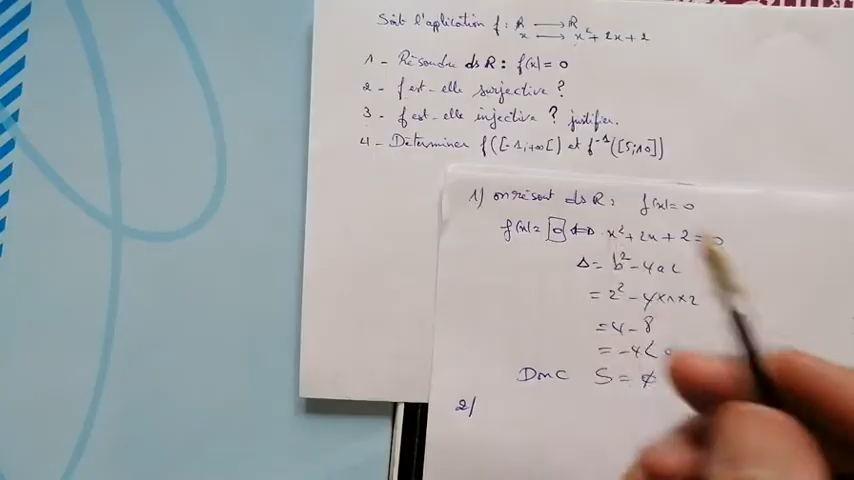 Soit l'application f: R → R
x → x² + 2x + 2
1 - Résoudre ds R: f(x) = 0
2 - f est-elle surjective ?
3 - f est-elle injective ? justifier.
4 - Déterminer f([-1;+∞[) et f⁻¹([5;10])
1) on résout ds R: f(x) = 0
f(x) = 0 ⟺ x² + 2x + 2 = 0
Δ = b² - 4ac
= 2² - 4×1×2
= 4 - 8
= -4 <
Donc S = ∅
2/